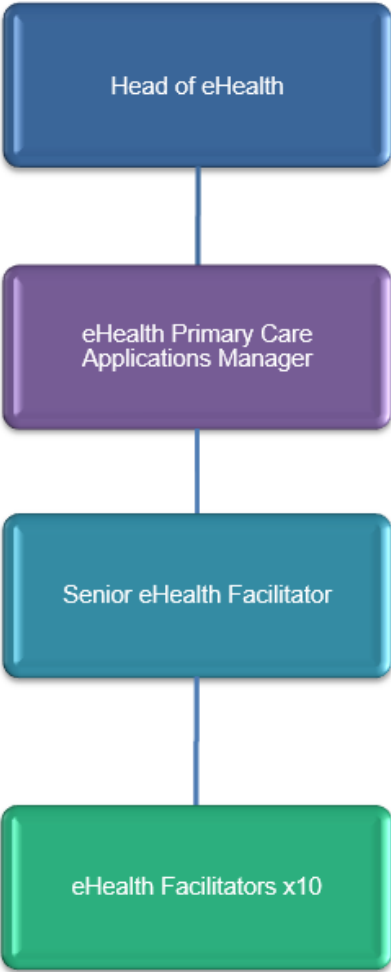 Head of eHealth
eHealth Primary Care
Applications Manager
Senior eHealth Facilitator
eHealth Facilitators x10